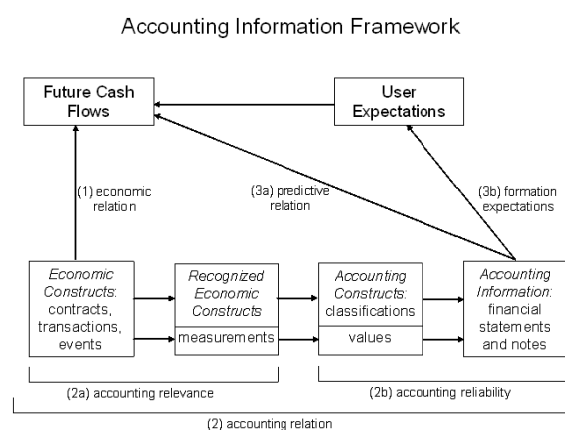 Accounting Information Framework
Future Cash
Flows
User
Expectations
(1) economic
relation
(3a) predictive
relation
(3b) formation
expectations
Economic
Constructs:
contracts,
transactions,
events
Recognized
Economic
Constructs
measurements
Accounting
Constructs:
classifications
values
Accounting
Information:
financial
statements
and notes
(2a) accounting relevance
(2b) accounting reliability
(2) accounting relation